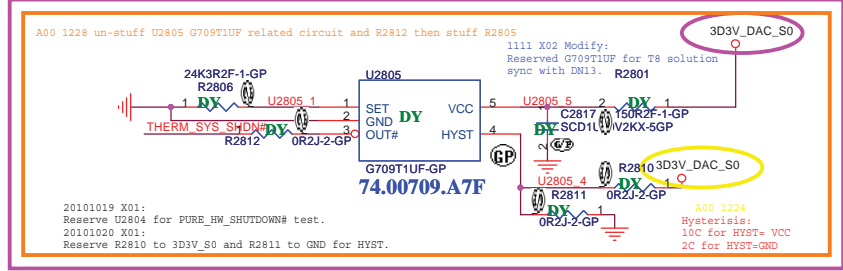 A00 1228 un-stuff U2805 G709T1UF related circuit and R2812 then stuff R2805
3D3V_DAC_S0
1111 X02 Modify:
Reserved G709T1UF for T8 solution
sync with DN13.
R2801
24K3R2F-1-GP
R2806
U2805
1
DY
2
U2805_1
1
SET
2
GND
DY
3
OUT#
VCC
5
HYST
4
U2805_5
2
DY
1
150R2F-1-GP
C2817
DY
2
G/P
THERM_SYS_SHDN#
R2812
DY
0R2J-2-GP
G709T1UF-GP
74.00709.A7F
GP
R2810
3D3V_DAC_S0
U2805_4
DY
1
0R2J-2-GP
R2811
DY
1
0R2J-2-GP
A00 1224
Hysterisis:
10C for HYST= VCC
2C for HYST=GND
20101019 X01:
Reserve U2804 for PURE_HW_SHUTDOWN# test.
20101020 X01:
Reserve R2810 to 3D3V_S0 and R2811 to GND for HYST.